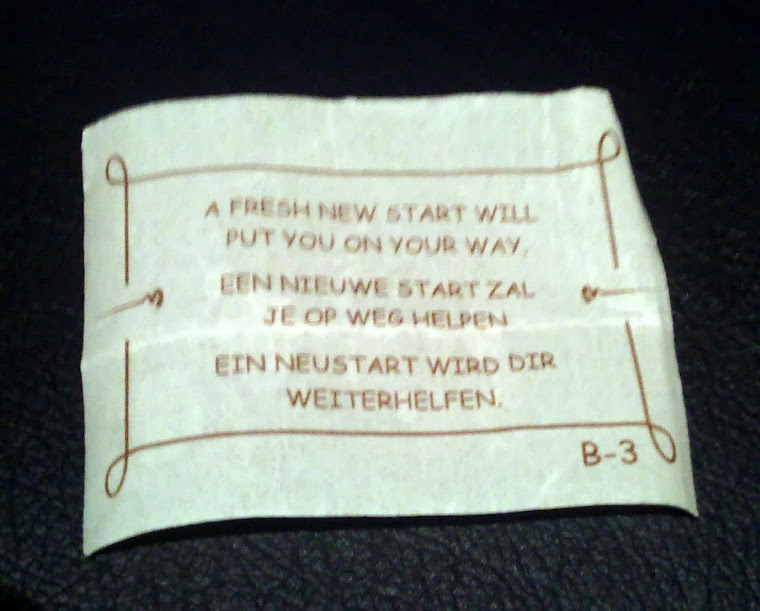 A FRESH NEW START WILL
PUT YOU ON YOUR WAY.
EEN NIEUWE START ZAL
JE OP WEG HELPEN
EIN NEUSTART WIRD DIR
WEITERHELFEN.
B-3